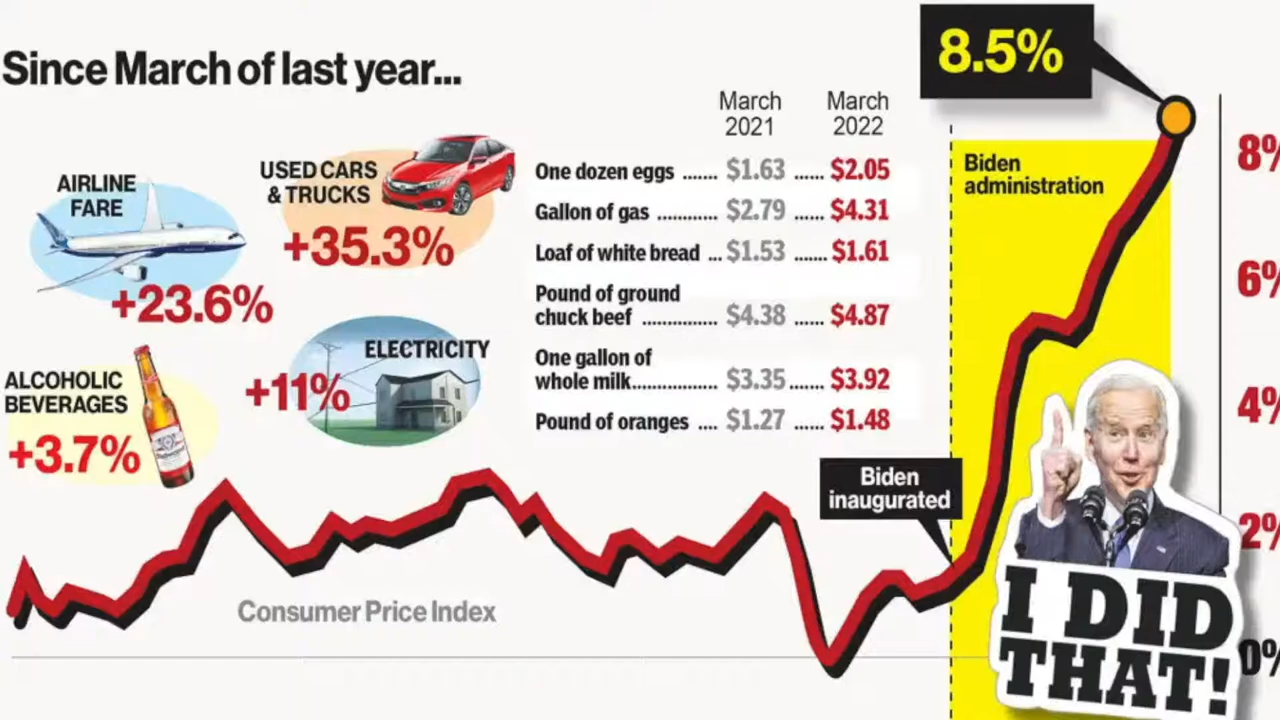 Since March of last year...
AIRLINE
FARE
+23.6%
USED CARS
& TRUCKS
+35.3%
ALCOHOLIC
BEVERAGES
+3.7%
ELECTRICITY
+11%
March March
2021 2022
One dozen eggs ....... $1.63 ...... $2.05
Gallon of gas ............ $2.79 ...... $4.31
Loaf of white bread ... $1.53 ....... $1.61
Pound of ground
chuck beef ............... $4.38 ...... $4.87
One gallon of
whole milk................. $3.35 ....... $3.92
Pound of oranges .... $1.27 ...... $1.48
8.5%
Biden
administration
Biden
inaugurated
Consumer Price Index
8%
6%
4%
2%
0%
I DID
THAT!